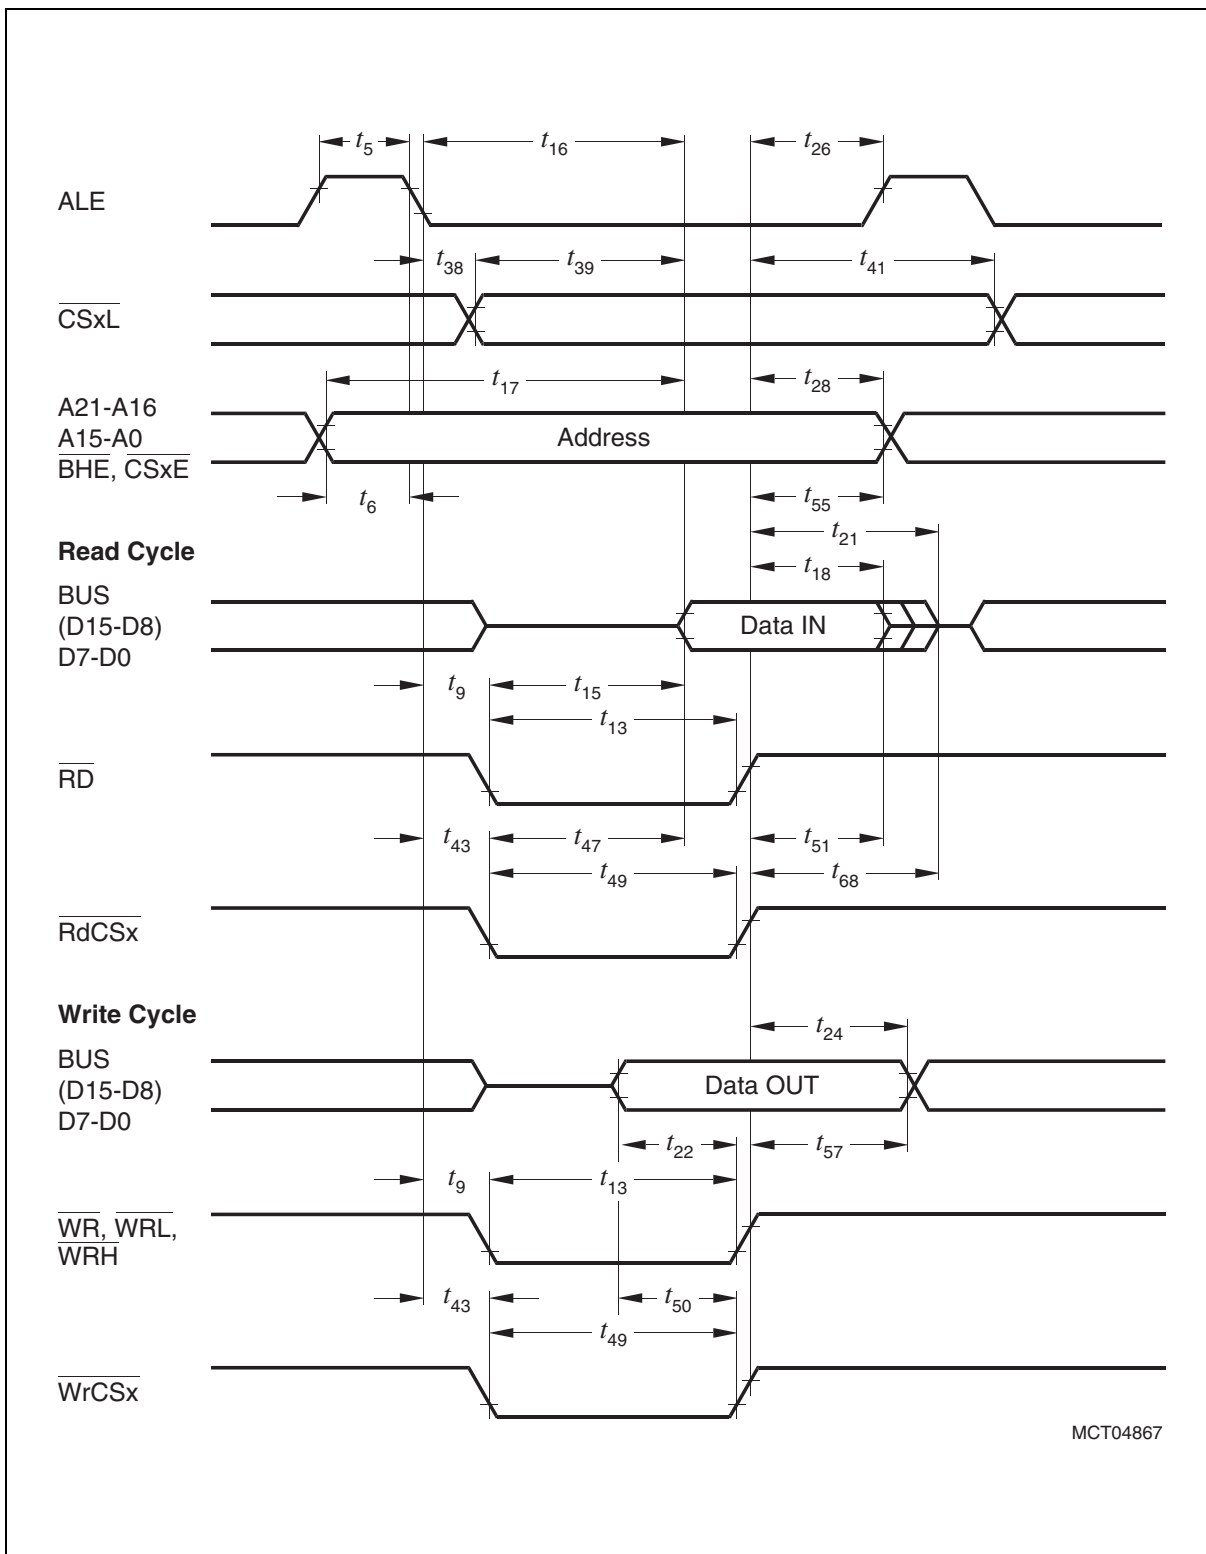 t5 t16 t26
ALE
t38 t39 t41
CSxL
t17 t28
A21-A16
A15-A0
BHE, CSxE
Address
t6 t55
t21
Read Cycle
t18
BUS
(D15-D8)
D7-D0
Data IN
t9 t15
t13
RD
t43 t47 t51
t49 t68
RdCSx
Write Cycle
t24
BUS
(D15-D8)
D7-D0
Data OUT
t22 t57
t9 t13
WR, WRL,
WRH
t43 t50
t49
WrCSx
MCT04867